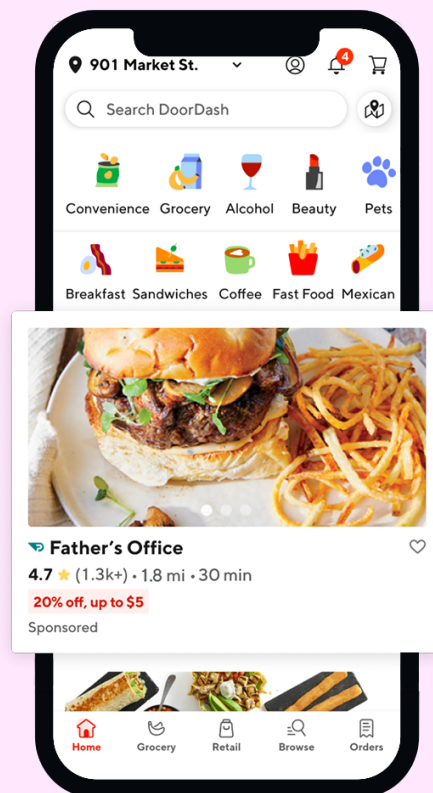 901 Market St.
4
Search DoorDash
Convenience Grocery Alcohol Beauty Pets
Breakfast Sandwiches Coffee Fast Food Mexican
Father's Office
4.7 (1.3k+) • 1.8 mi • 30 min
20% off, up to $5
Sponsored
Home Grocery Retail Browse Orders